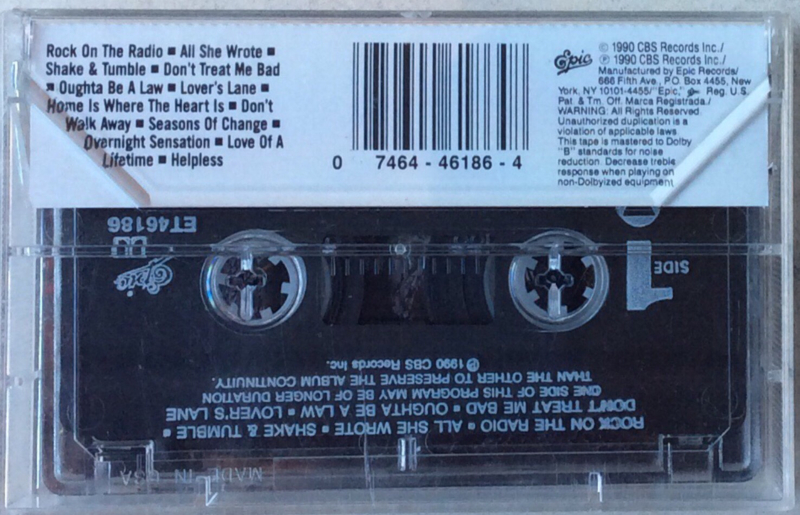 Rock On The Radio ■ All She Wrote ■
Shake & Tumble ■ Don't Treat Me Bad
■ Oughta Be A Law ■ Lover's Lane ■
Home Is Where The Heart Is ■ Don't
Walk Away ■ Seasons Of Change ■
Overnight Sensation ■ Love Of A
Lifetime ■ Helpless
0 7464-46186-4
Epic
© 1990 CBS Records Inc./
℗ 1990 CBS Records Inc./
Manufactured by Epic Records/
666 Fifth Ave., P.O. Box 4455, New
York, NY 10101-4455/"Epic," Reg. U.S.
Pat. & Tm. Off. Marca Registrada./
WARNING: All Rights Reserved.
Unauthorized duplication is a
violation of applicable laws.
This tape is mastered to Dolby
"B" standards for noise
reduction. Decrease treble
response when playing on
non-Dolbyized equipment
ET46186
Epic
SIDE 1
℗ 1990 CBS Records Inc.
ROCK ON THE RADIO ■ ALL SHE WROTE ■ SHAKE & TUMBLE ■
DON'T TREAT ME BAD ■ OUGHTA BE A LAW ■ LOVER'S LANE
ONE SIDE OF THIS PROGRAM MAY BE OF LONGER DURATION
THAN THE OTHER TO PRESERVE THE ALBUM CONTINUITY.
MADE IN USA